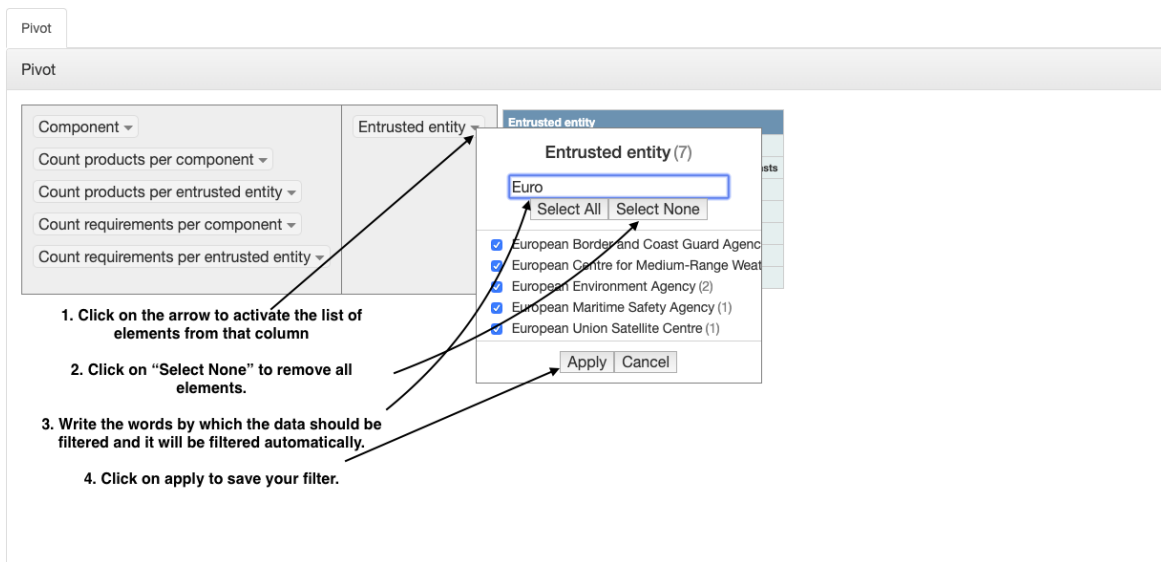 Pivot
Pivot
Component
Count products per component
Count products per entrusted entity
Count requirements per component
Count requirements per entrusted entity
Entrusted entity
Entrusted entity
Entrusted entity (7)
Euro
Select All Select None
European Border and Coast Guard Agenc
European Centre for Medium-Range Weat
European Environment Agency (2)
European Maritime Safety Agency (1)
European Union Satellite Centre (1)
Apply Cancel
1. Click on the arrow to activate the list of
elements from that column
2. Click on “Select None” to remove all
elements.
3. Write the words by which the data should be
filtered and it will be filtered automatically.
4. Click on apply to save your filter.